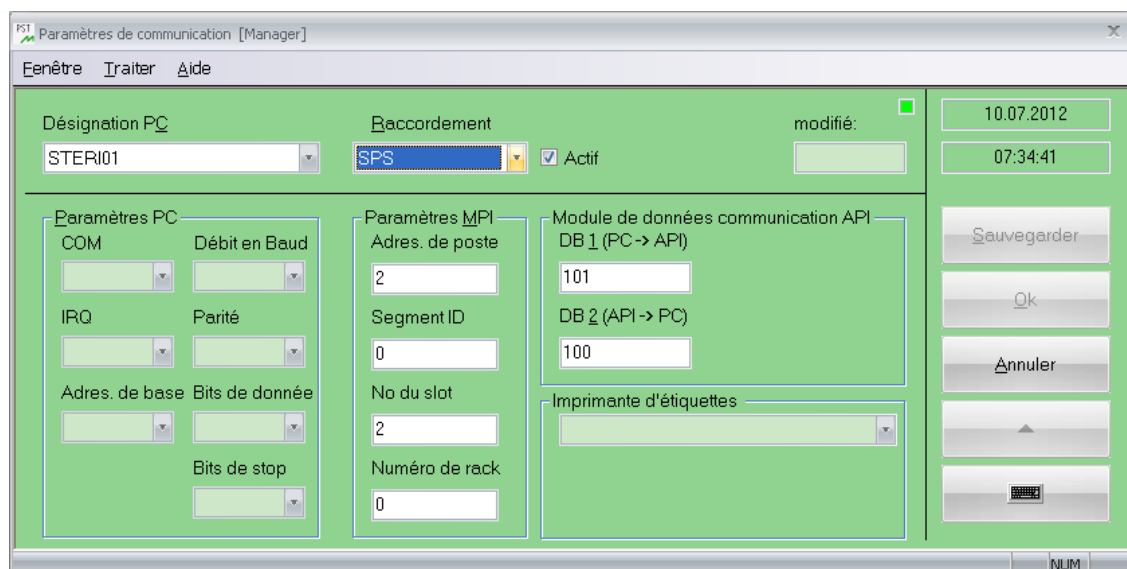 PST
Paramètres de communication [Manager]
Fenêtre Traiter Aide
Désignation PC
STERI01
Raccordement
SPS
Actif
modifié:
10.07.2012
07:34:41
Paramètres PC
COM
Débit en Baud
IRQ
Parité
Adres. de base
Bits de donnée
Bits de stop
Paramètres MPI
Adres. de poste
2
Segment ID
0
No du slot
2
Numéro de rack
0
Module de données communication API
DB 1 (PC -> API)
101
DB 2 (API -> PC)
100
Imprimante d'étiquettes
Sauvegarder
Ok
Annuler
NUM